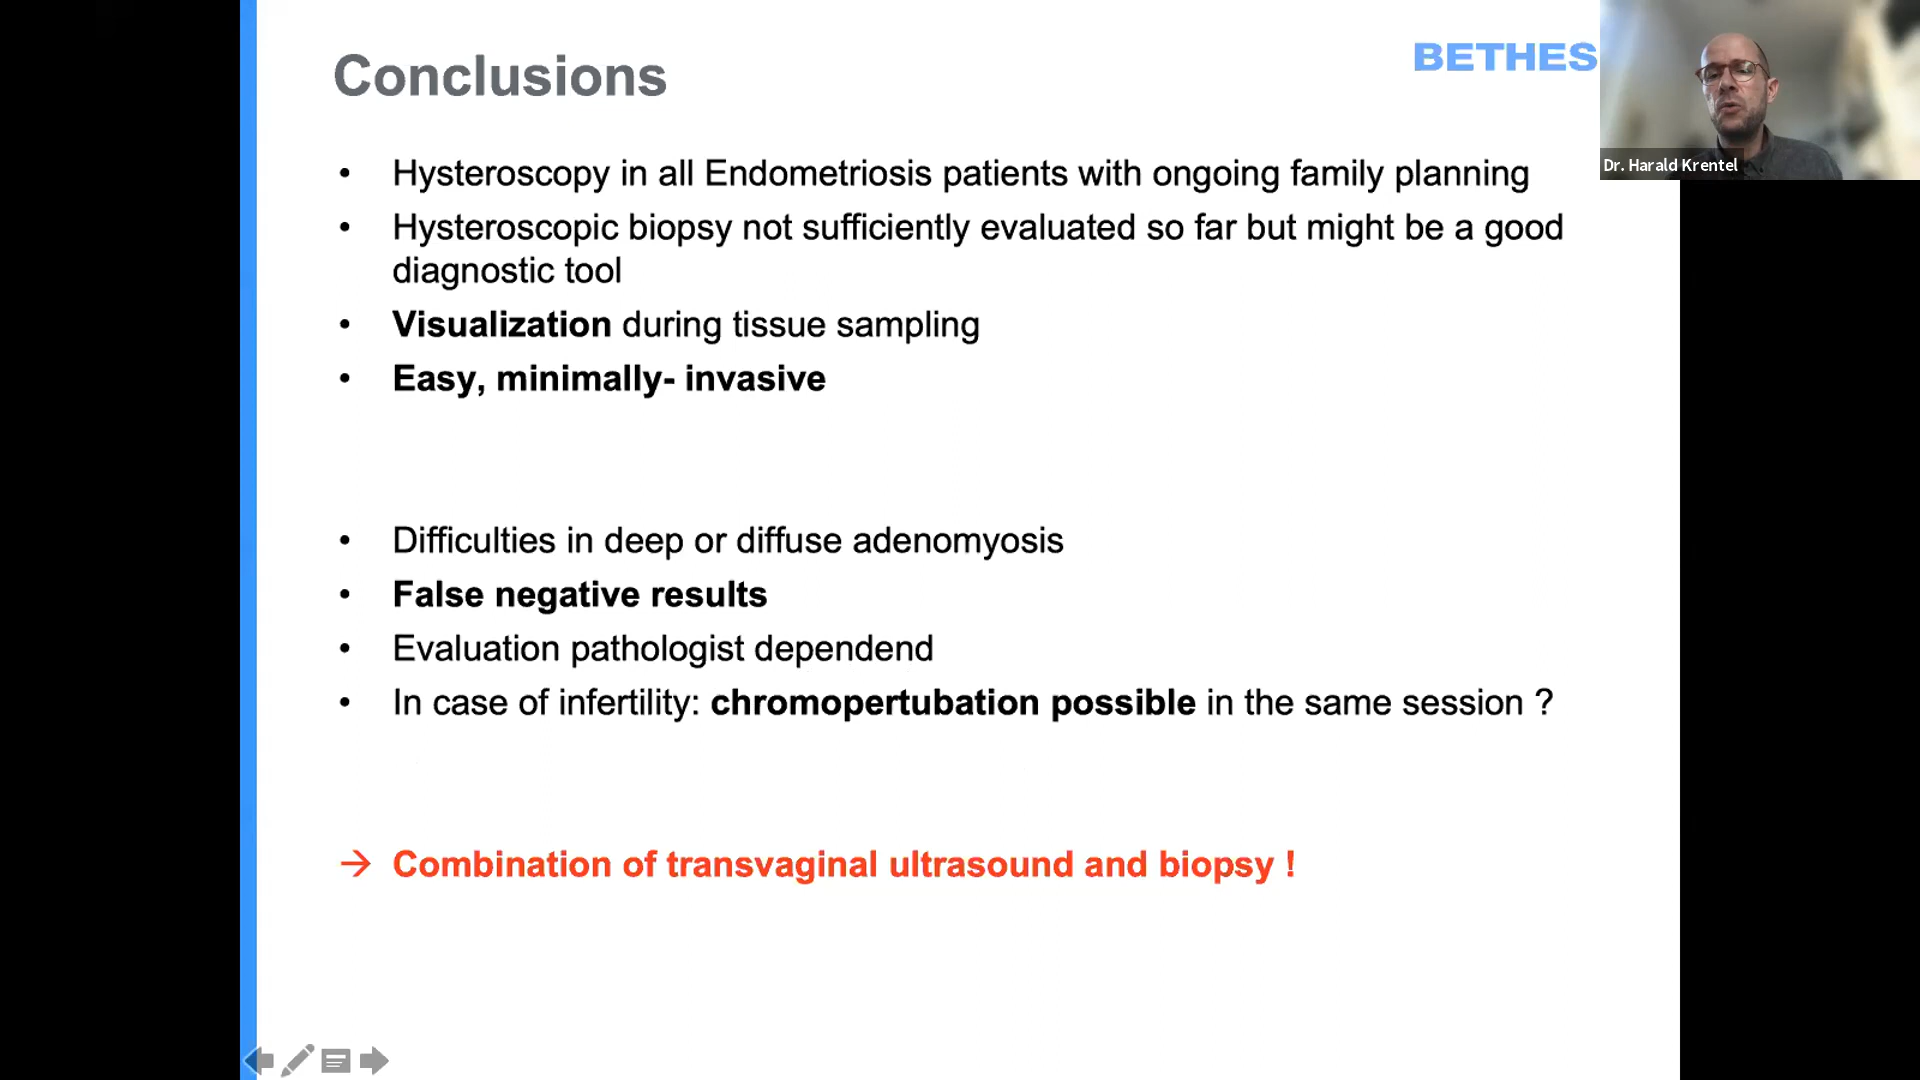 Conclusions
BETHES
Dr. Harald Krentel
• Hysteroscopy in all Endometriosis patients with ongoing family planning
• Hysteroscopic biopsy not sufficiently evaluated so far but might be a good
diagnostic tool
• Visualization during tissue sampling
• Easy, minimally- invasive
• Difficulties in deep or diffuse adenomyosis
• False negative results
• Evaluation pathologist dependend
• In case of infertility: chromopertubation possible in the same session ?
→ Combination of transvaginal ultrasound and biopsy !